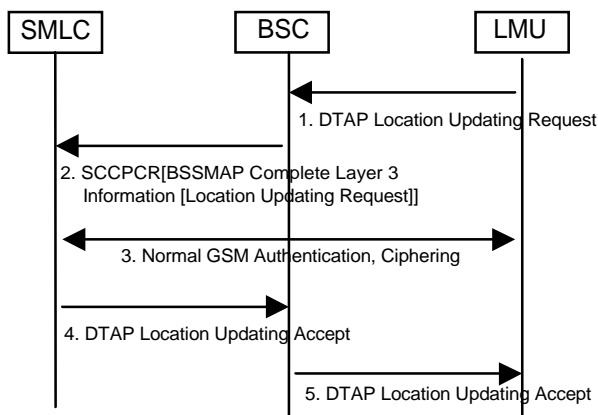 SMLC
BSC
LMU
1. DTAP Location Updating Request
2. SCCPCR[BSSMAP Complete Layer 3
Information [Location Updating Request]]
3. Normal GSM Authentication, Ciphering
4. DTAP Location Updating Accept
5. DTAP Location Updating Accept